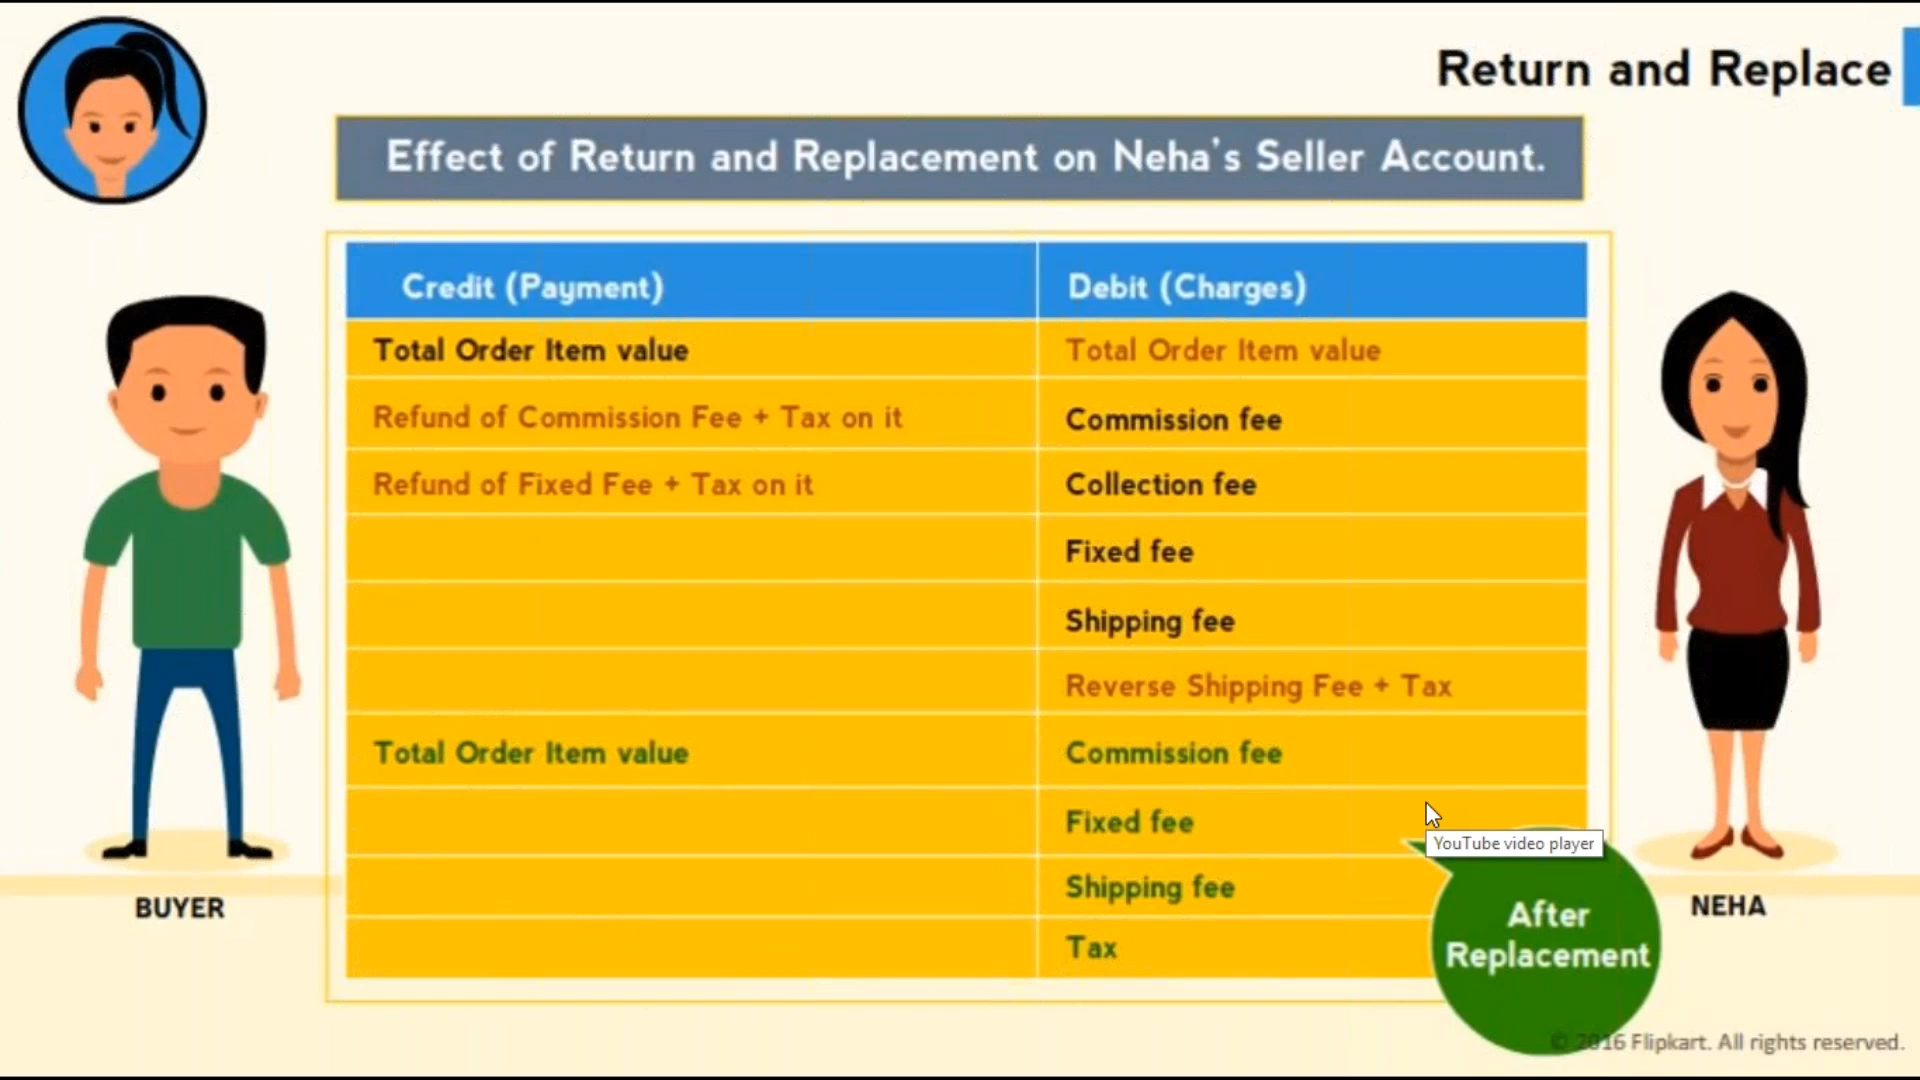 Return and Replace
Effect of Return and Replacement on Neha's Seller Account.
Credit (Payment)
Debit (Charges)
Total Order Item value
Total Order Item value
Refund of Commission Fee + Tax on it
Commission fee
Refund of Fixed Fee + Tax on it
Collection fee
Fixed fee
Shipping fee
Reverse Shipping Fee + Tax
Total Order Item value
Commission fee
Fixed fee
YouTube video player
Shipping fee
Tax
After
Replacement
BUYER
NEHA
© 2016 Flipkart. All rights reserved.